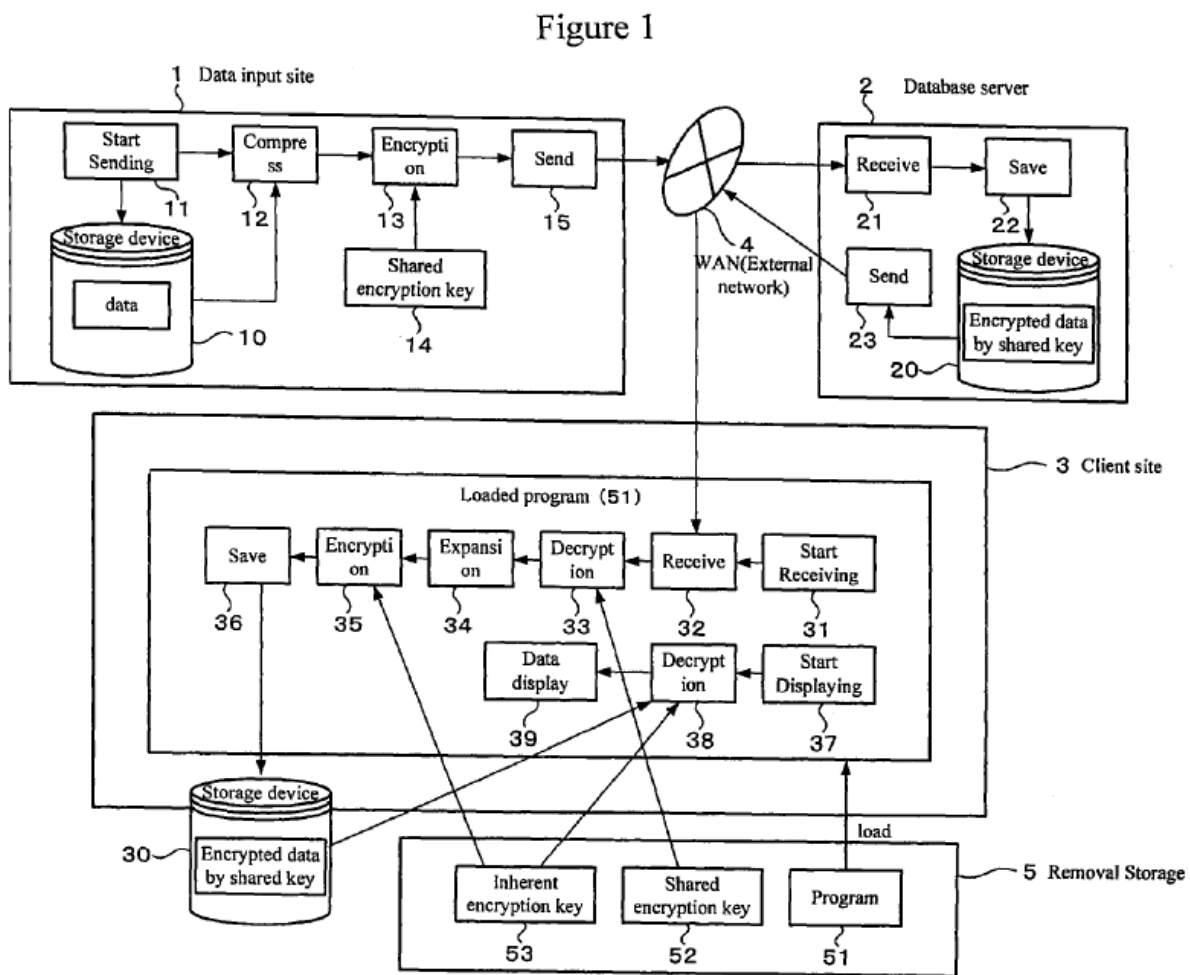 Figure 1
1 Data input site
2 Database server
Start
Sending
11
Compre
ss
12
Encrypti
on
13
Send
15
Receive
21
Save
22
Storage device
data
10
Shared
encryption key
14
4
WAN(External
network)
Send
23
Storage device
Encrypted data
by shared key
20
3 Client site
Loaded program (51)
Save
36
Encrypti
on
35
Expansi
on
34
Decrypt
ion
33
Receive
32
Start
Receiving
31
Data
display
39
Decrypt
ion
38
Start
Displaying
37
Storage device
30
Encrypted data
by shared key
load
5 Removal Storage
Inherent
encryption key
53
Shared
encryption key
52
Program
51